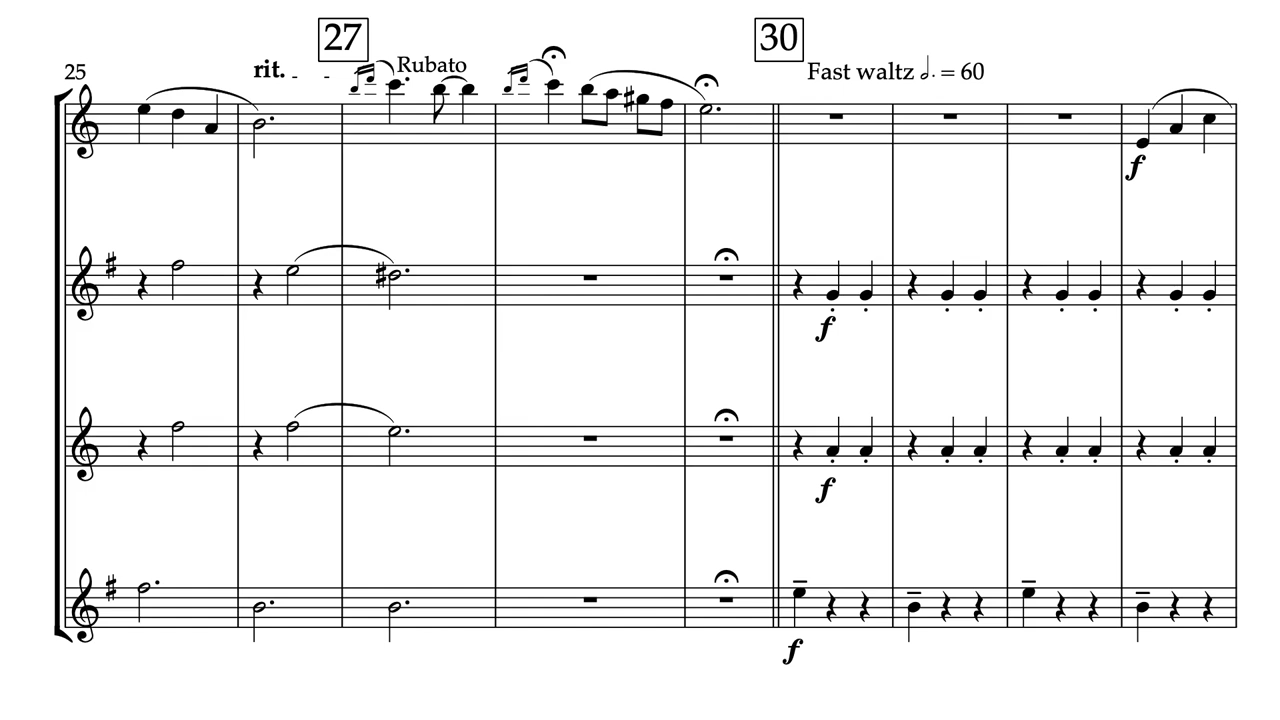 27
30
25
rit.
Rubato
Fast waltz 𝅗𝅥. = 60
f
f
f
f